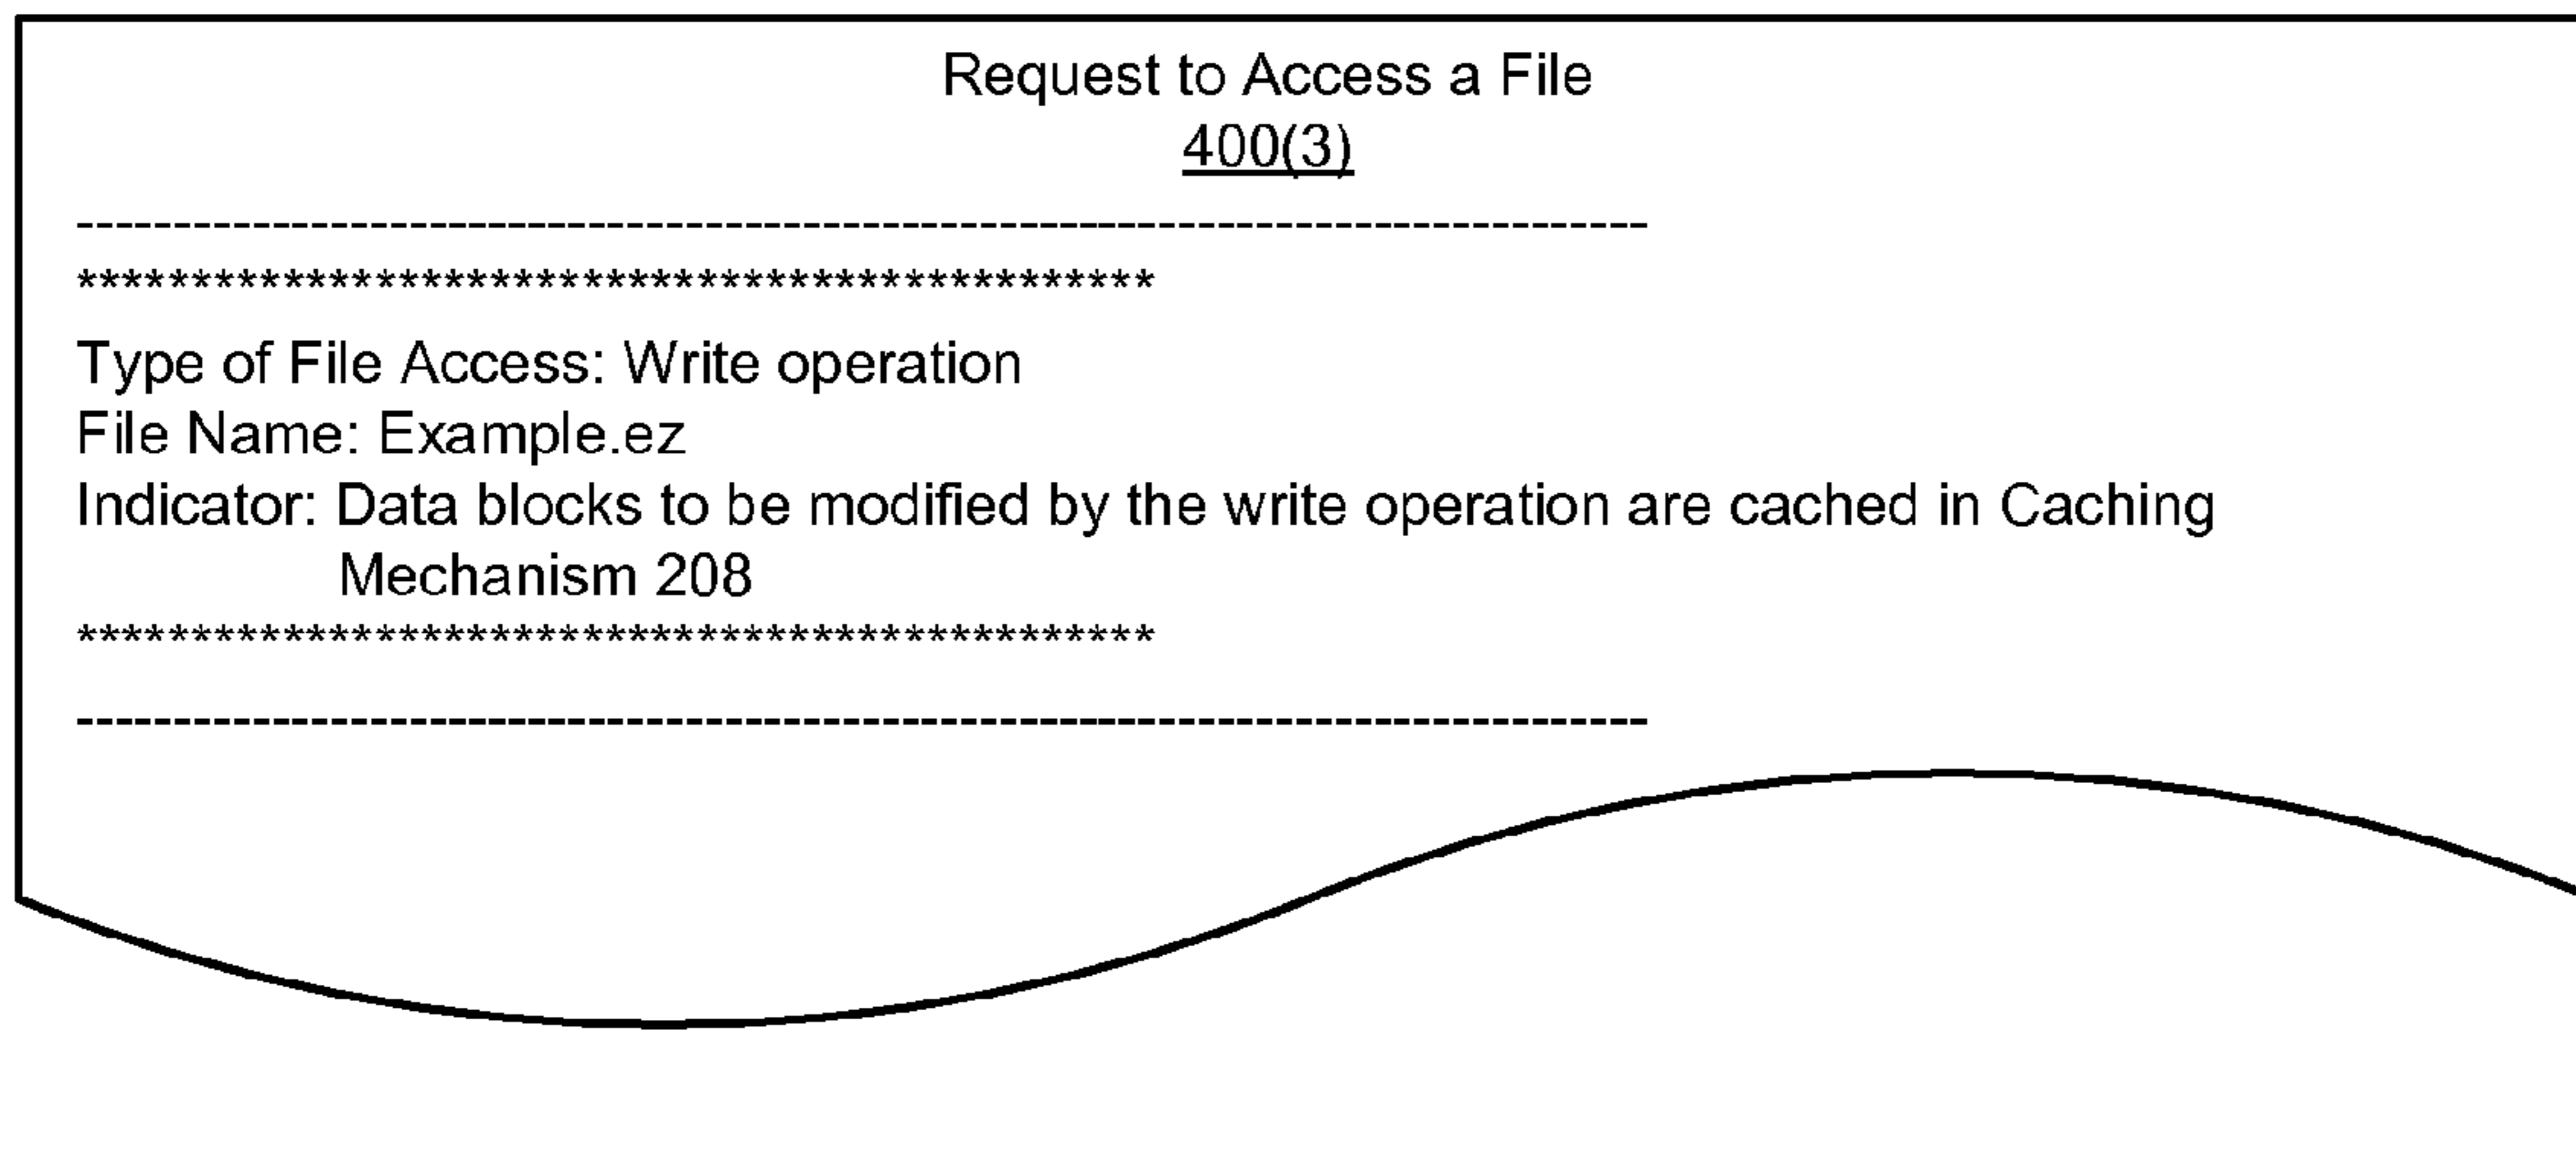 Request to Access a File
400(3)
--------------------------------------------------------------------------------
***********************************************
Type of File Access: Write operation
File Name: Example.ez
Indicator: Data blocks to be modified by the write operation are cached in Caching
Mechanism 208
***********************************************
--------------------------------------------------------------------------------